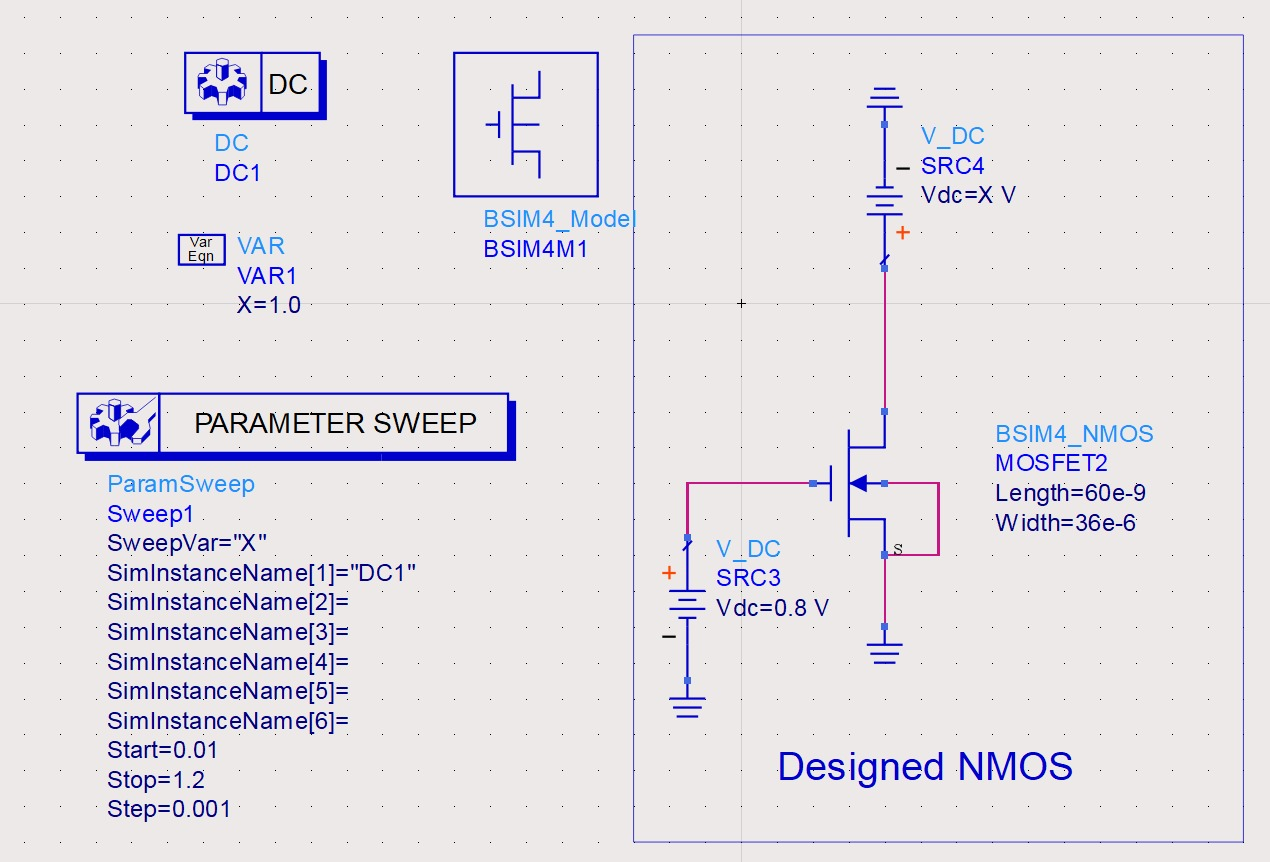 DC
DC
DC1
BSIM4_Model
BSIM4M1
Var
Eqn
VAR
VAR1
X=1.0
PARAMETER SWEEP
ParamSweep
Sweep1
SweepVar="X"
SimInstanceName[1]="DC1"
SimInstanceName[2]=
SimInstanceName[3]=
SimInstanceName[4]=
SimInstanceName[5]=
SimInstanceName[6]=
Start=0.01
Stop=1.2
Step=0.001
V_DC
SRC4
Vdc=X V
BSIM4_NMOS
MOSFET2
Length=60e-9
Width=36e-6
S
V_DC
SRC3
Vdc=0.8 V
Designed NMOS